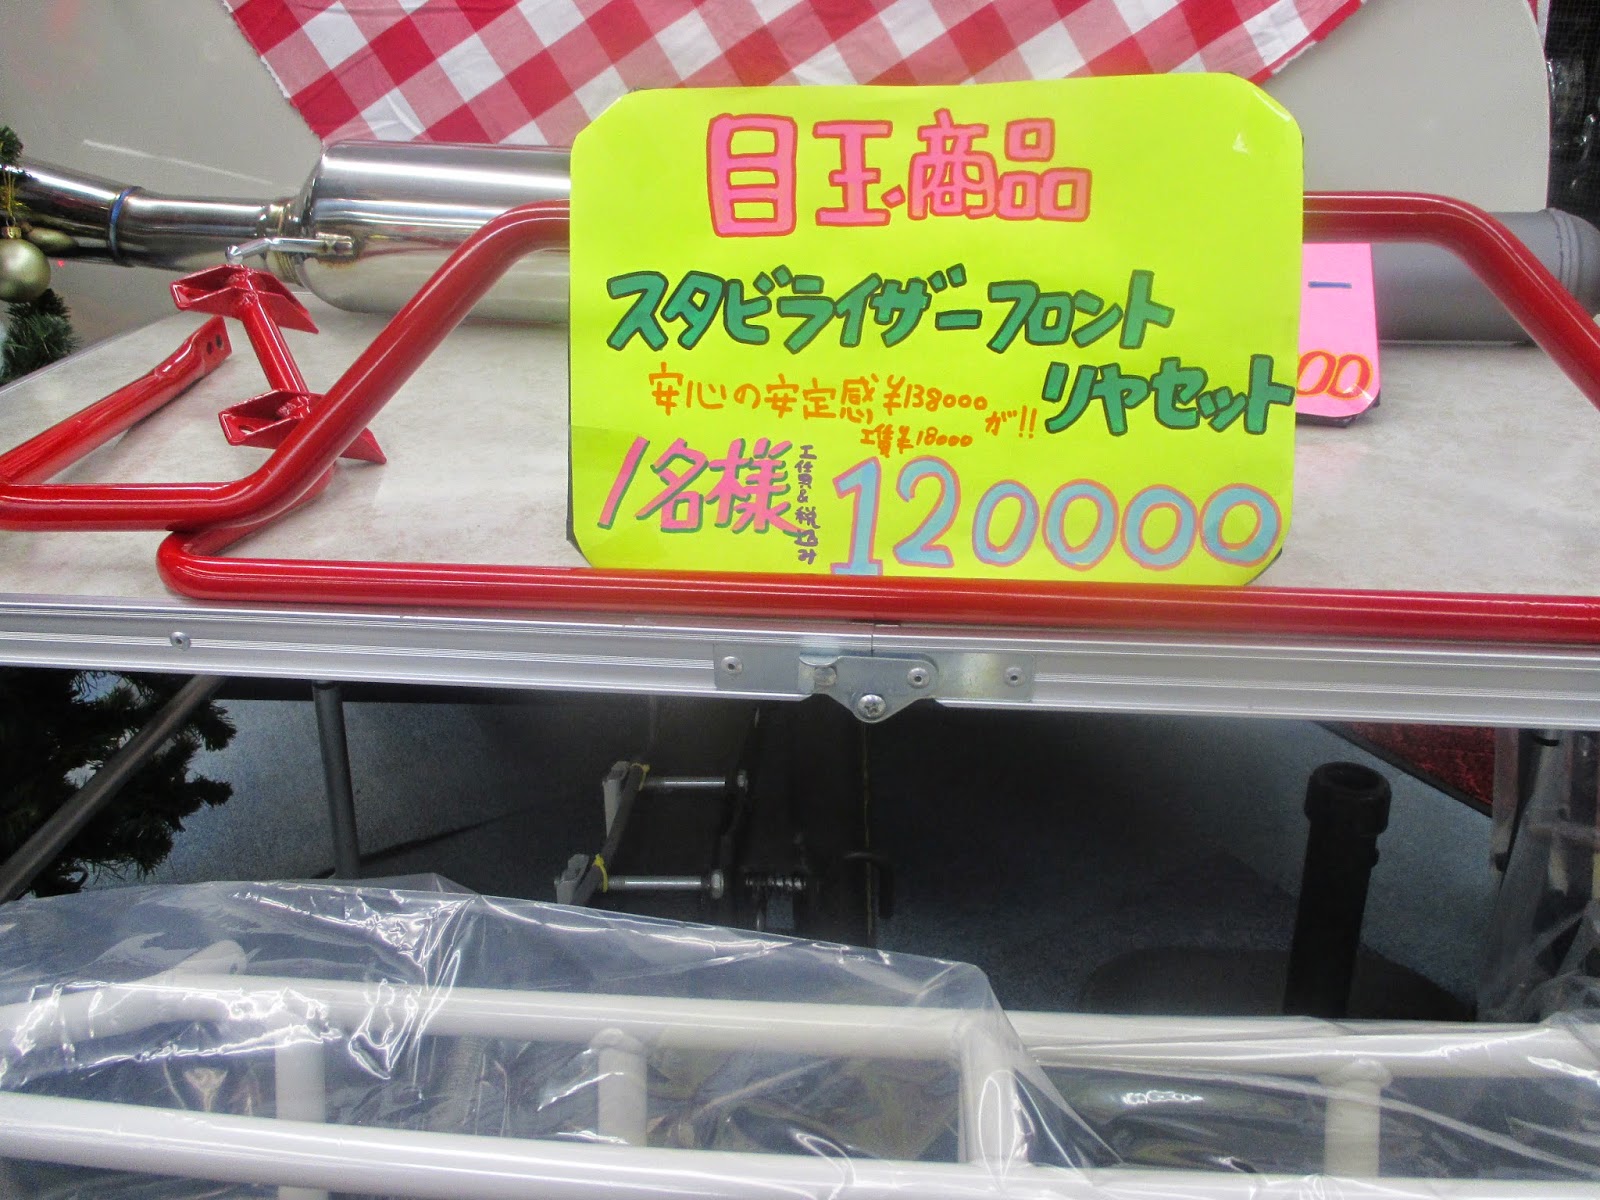 目玉商品
スタビライザーフロント
リヤセット
安心の安定感 ¥138000
工賃¥18000
が!!
1名様
工賃&税込み
120000
ー
00